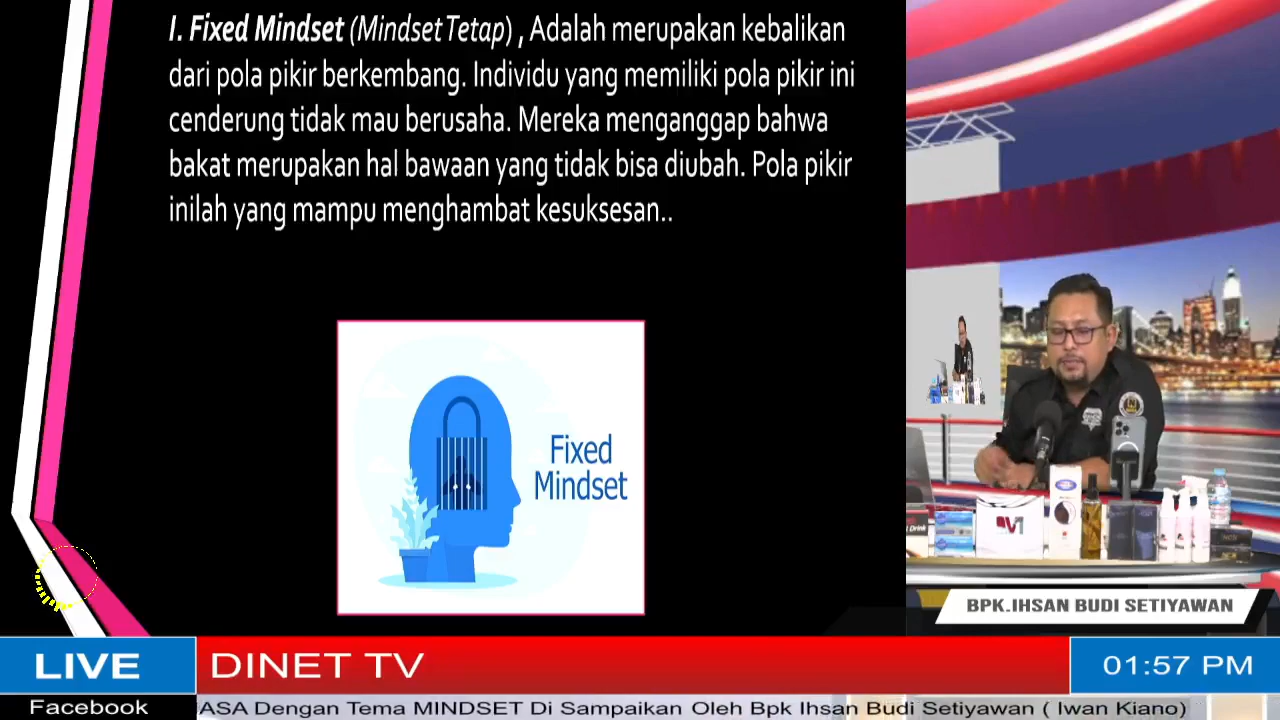 I. Fixed Mindset (Mindset Tetap) , Adalah merupakan kebalikan
dari pola pikir berkembang. Individu yang memiliki pola pikir ini
cenderung tidak mau berusaha. Mereka menganggap bahwa
bakat merupakan hal bawaan yang tidak bisa diubah. Pola pikir
inilah yang mampu menghambat kesuksesan..
Fixed
Mindset
BPK.IHSAN BUDI SETIYAWAN
LIVE
DINET TV
01:57 PM
Facebook
ASA Dengan Tema MINDSET Di Sampaikan Oleh Bpk Ihsan Budi Setiyawan ( Iwan Kiano)